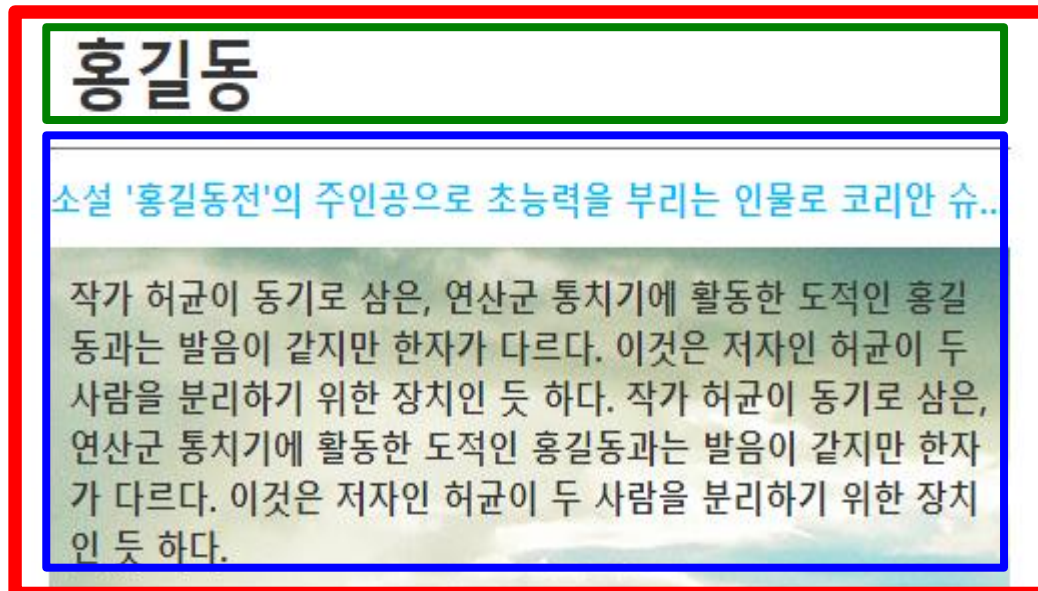 홍길동
소설 '홍길동전'의 주인공으로 초능력을 부리는 인물로 코리안 슈..
작가 허균이 동기로 삼은, 연산군 통치기에 활동한 도적인 홍길
동과는 발음이 같지만 한자가 다르다. 이것은 저자인 허균이 두
사람을 분리하기 위한 장치인 듯 하다. 작가 허균이 동기로 삼은,
연산군 통치기에 활동한 도적인 홍길동과는 발음이 같지만 한자
가 다르다. 이것은 저자인 허균이 두 사람을 분리하기 위한 장치
인 듯 하다.